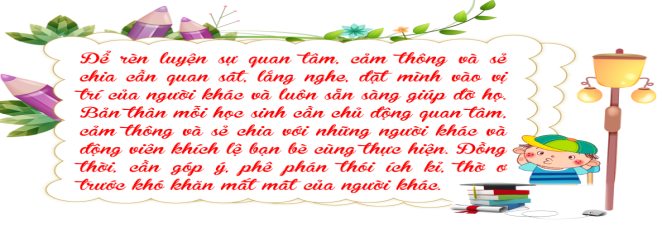 Để rèn luyện sự quan tâm, cảm thông và sẻ
chia cần quan sát, lắng nghe, đặt mình vào vị
trí của người khác và luôn sẵn sàng giúp đỡ họ.
Bản thân mỗi học sinh cần chủ động quan tâm,
cảm thông và sẻ chia với những người khác và
động viên khích lệ bạn bè cùng thực hiện. Đồng
thời, cần góp ý, phê phán thói ích kỉ, thờ ơ
trước khó khăn mất mát của người khác.